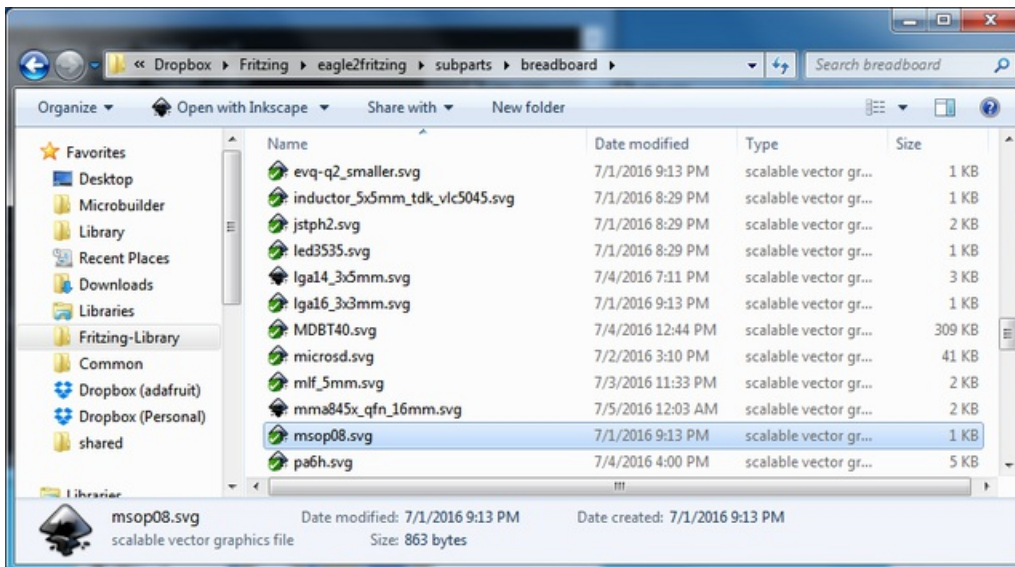 « Dropbox ▸ Fritzing ▸ eagle2fritzing ▸ subparts ▸ breadboard ▸ Search breadboard
Organize ▾ Open with Inkscape ▾ Share with ▾ New folder
Name Date modified Type Size
Favorites
Desktop
Microbuilder
Library
Recent Places
Downloads
Libraries
Fritzing-Library
Common
Dropbox (adafruit)
Dropbox (Personal)
shared
Libraries
evq-q2_smaller.svg 7/1/2016 9:13 PM scalable vector gr... 1 KB
inductor_5x5mm_tdk_vlc5045.svg 7/1/2016 8:29 PM scalable vector gr... 1 KB
jstph2.svg 7/1/2016 8:29 PM scalable vector gr... 2 KB
led3535.svg 7/1/2016 8:29 PM scalable vector gr... 1 KB
lga14_3x5mm.svg 7/4/2016 7:11 PM scalable vector gr... 3 KB
lga16_3x3mm.svg 7/1/2016 9:13 PM scalable vector gr... 1 KB
MDBT40.svg 7/4/2016 12:44 PM scalable vector gr... 309 KB
microsd.svg 7/2/2016 3:10 PM scalable vector gr... 41 KB
mlf_5mm.svg 7/3/2016 11:33 PM scalable vector gr... 2 KB
mma845x_qfn_16mm.svg 7/5/2016 12:03 AM scalable vector gr... 2 KB
msop08.svg 7/1/2016 9:13 PM scalable vector gr... 1 KB
pa6h.svg 7/4/2016 4:00 PM scalable vector gr... 5 KB
msop08.svg Date modified: 7/1/2016 9:13 PM Date created: 7/1/2016 9:13 PM
scalable vector graphics file Size: 863 bytes